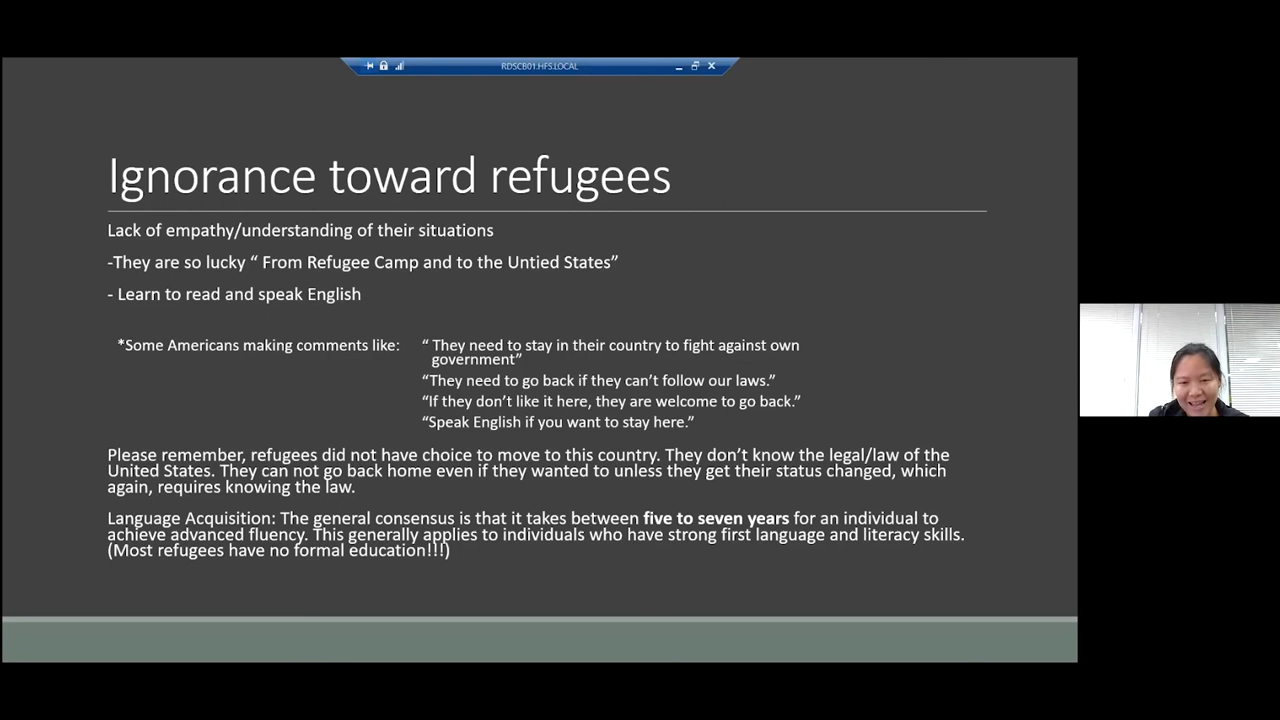 RDSCB01.HFS.LOCAL
Ignorance toward refugees
Lack of empathy/understanding of their situations
-They are so lucky “ From Refugee Camp and to the Untied States”
- Learn to read and speak English
*Some Americans making comments like: “ They need to stay in their country to fight against own
government”
“They need to go back if they can’t follow our laws.”
“If they don’t like it here, they are welcome to go back.”
“Speak English if you want to stay here.”
Please remember, refugees did not have choice to move to this country. They don’t know the legal/law of the
United States. They can not go back home even if they wanted to unless they get their status changed, which
again, requires knowing the law.
Language Acquisition: The general consensus is that it takes between five to seven years for an individual to
achieve advanced fluency. This generally applies to individuals who have strong first language and literacy skills.
(Most refugees have no formal education!!!)